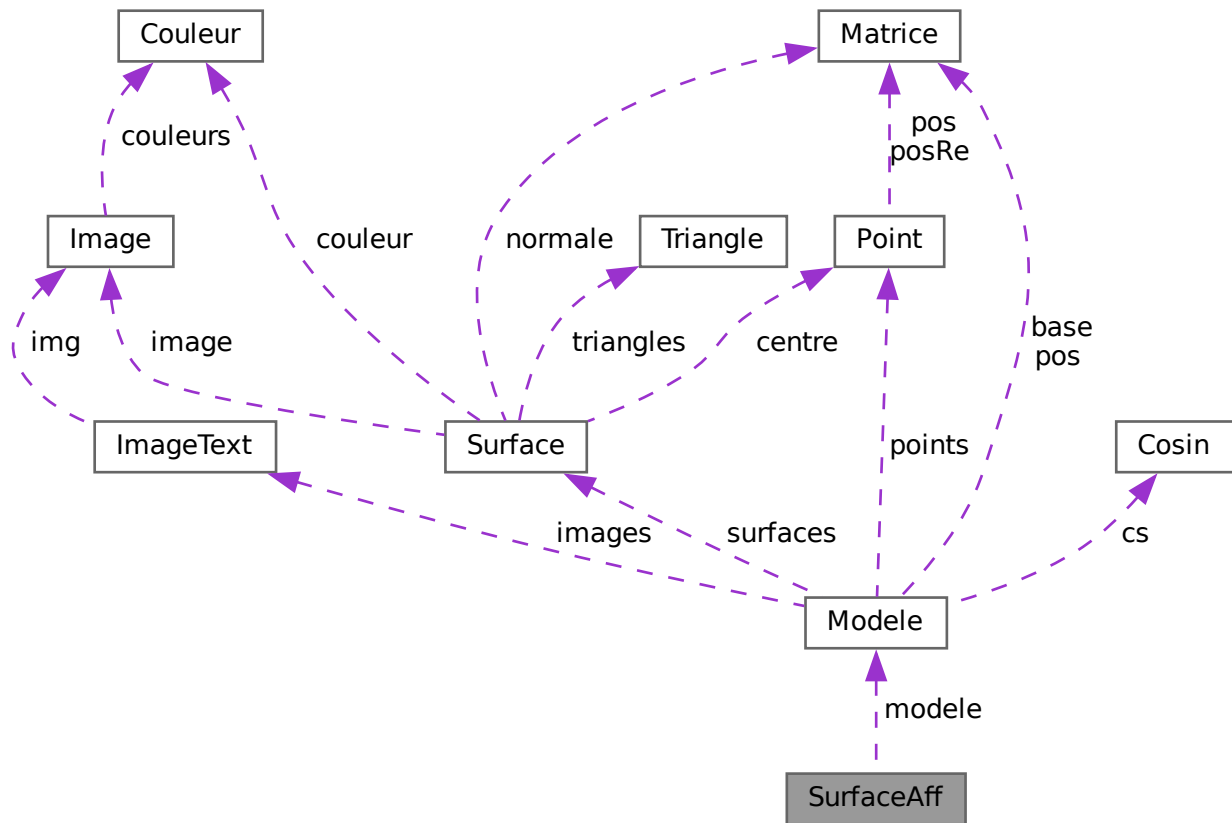 Couleur
Matrice
couleurs
pos
posRe
Image
couleur
normale
Triangle
Point
img
image
triangles
centre
base
pos
ImageText
Surface
points
Cosin
images
surfaces
cs
Modele
modele
SurfaceAff